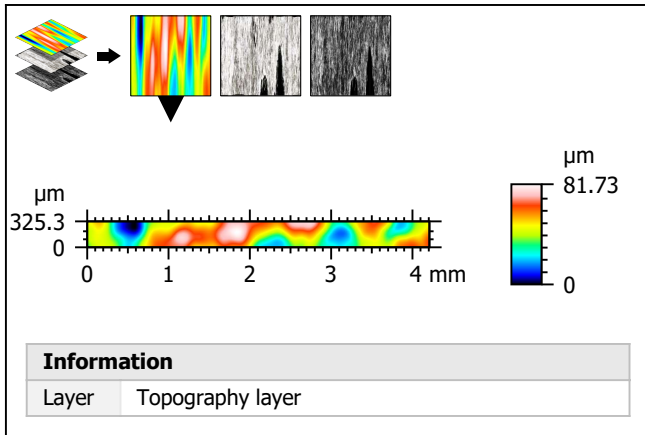 µm
81.73
0
µm
325.3
0
0 1 2 3 4 mm
Information
Layer Topography layer